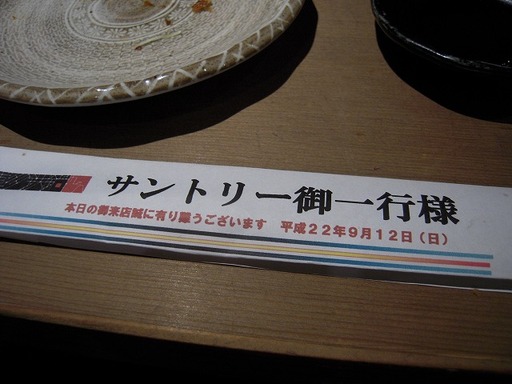 サントリー御一行様
本日の御来店誠に有り難うございます 平成22年9月12日(日)